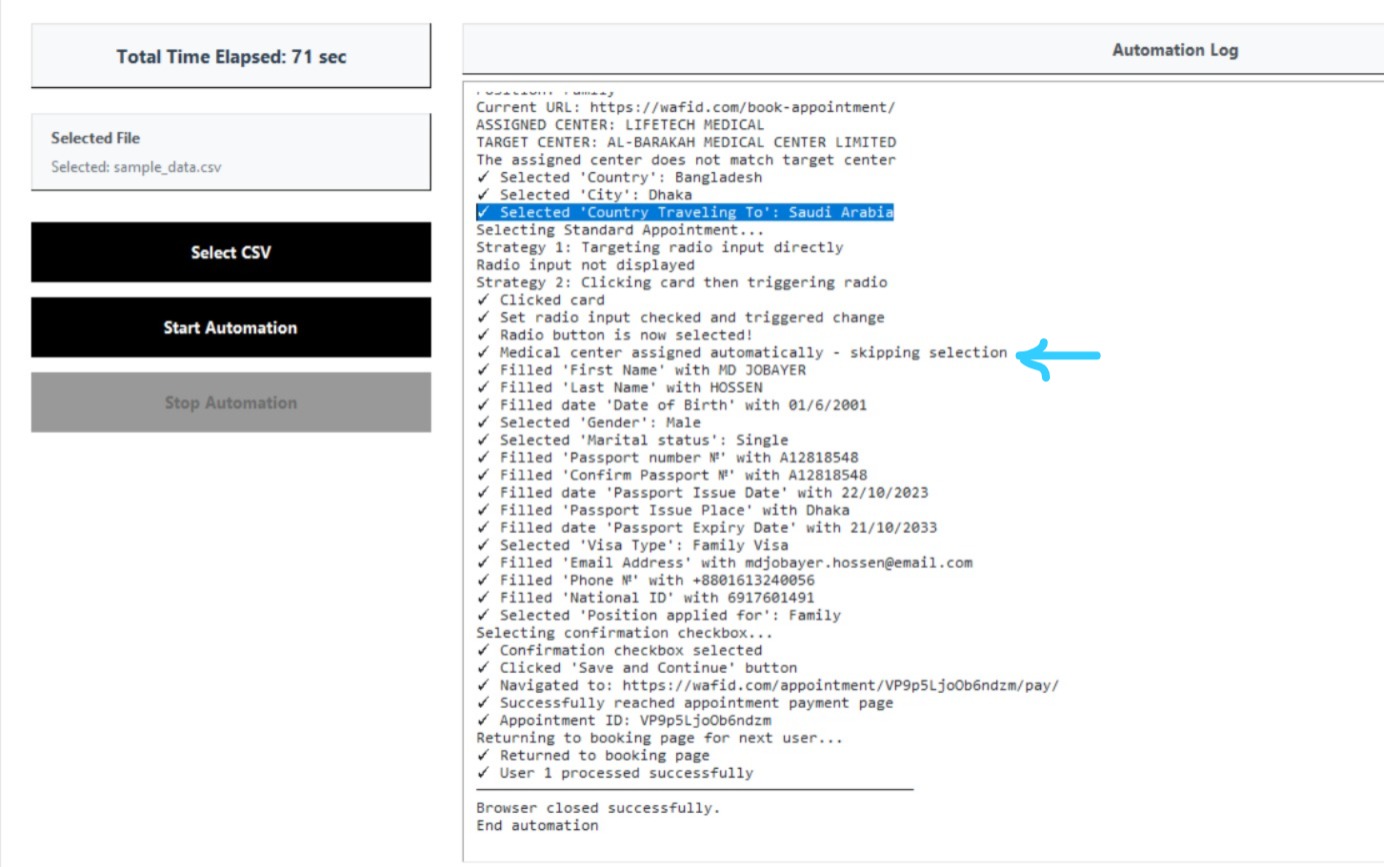 Total Time Elapsed: 71 sec
Selected File
Selected: sample_data.csv
Select CSV
Start Automation
Stop Automation
Automation Log
Position: Family
Current URL: https://wafid.com/book-appointment/
ASSIGNED CENTER: LIFETECH MEDICAL
TARGET CENTER: AL-BARAKAH MEDICAL CENTER LIMITED
The assigned center does not match target center
✓ Selected 'Country': Bangladesh
✓ Selected 'City': Dhaka
✓ Selected 'Country Traveling To': Saudi Arabia
Selecting Standard Appointment...
Strategy 1: Targeting radio input directly
Radio input not displayed
Strategy 2: Clicking card then triggering radio
✓ Clicked card
✓ Set radio input checked and triggered change
✓ Radio button is now selected!
✓ Medical center assigned automatically - skipping selection
✓ Filled 'First Name' with MD JOBAYER
✓ Filled 'Last Name' with HOSSEN
✓ Filled date 'Date of Birth' with 01/6/2001
✓ Selected 'Gender': Male
✓ Selected 'Marital status': Single
✓ Filled 'Passport number №' with A12818548
✓ Filled 'Confirm Passport №' with A12818548
✓ Filled date 'Passport Issue Date' with 22/10/2023
✓ Filled 'Passport Issue Place' with Dhaka
✓ Filled date 'Passport Expiry Date' with 21/10/2033
✓ Selected 'Visa Type': Family Visa
✓ Filled 'Email Address' with mdjobayer.hossen@email.com
✓ Filled 'Phone №' with +8801613240056
✓ Filled 'National ID' with 6917601491
✓ Selected 'Position applied for': Family
Selecting confirmation checkbox...
✓ Confirmation checkbox selected
✓ Clicked 'Save and Continue' button
✓ Navigated to: https://wafid.com/appointment/VP9p5LjoOb6ndzm/pay/
✓ Successfully reached appointment payment page
✓ Appointment ID: VP9p5LjoOb6ndzm
Returning to booking page for next user...
✓ Returned to booking page
✓ User 1 processed successfully
Browser closed successfully.
End automation